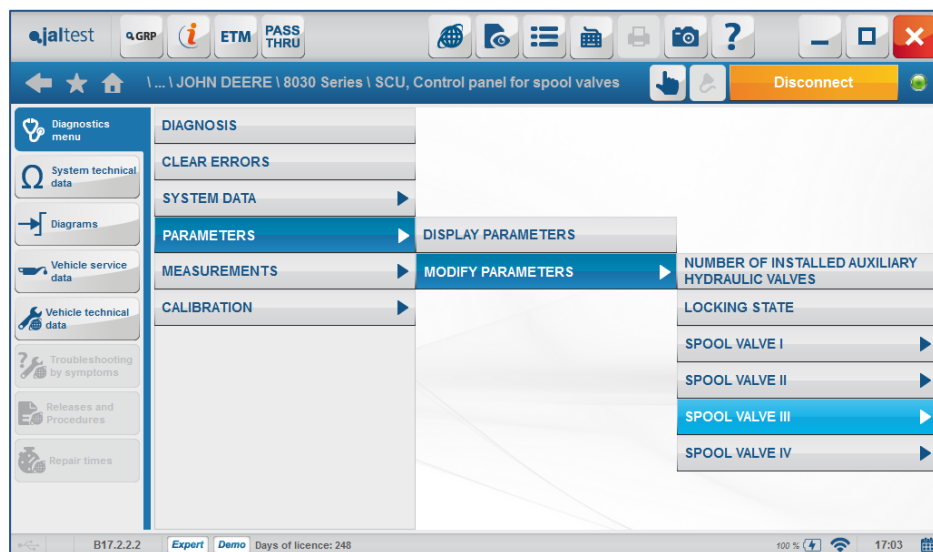 jaltest GRP i ETM PASS
THRU ?
\ ... \ JOHN DEERE \ 8030 Series \ SCU, Control panel for spool valves Disconnect
Diagnostics
menu
System technical
data
Diagrams
Vehicle service
data
Vehicle technical
data
Troubleshooting
by symptoms
Releases and
Procedures
Repair times
DIAGNOSIS
CLEAR ERRORS
SYSTEM DATA
PARAMETERS
MEASUREMENTS
CALIBRATION
DISPLAY PARAMETERS
MODIFY PARAMETERS
NUMBER OF INSTALLED AUXILIARY
HYDRAULIC VALVES
LOCKING STATE
SPOOL VALVE I
SPOOL VALVE II
SPOOL VALVE III
SPOOL VALVE IV
B17.2.2.2 Expert Demo Days of licence: 248 100 % 17:03